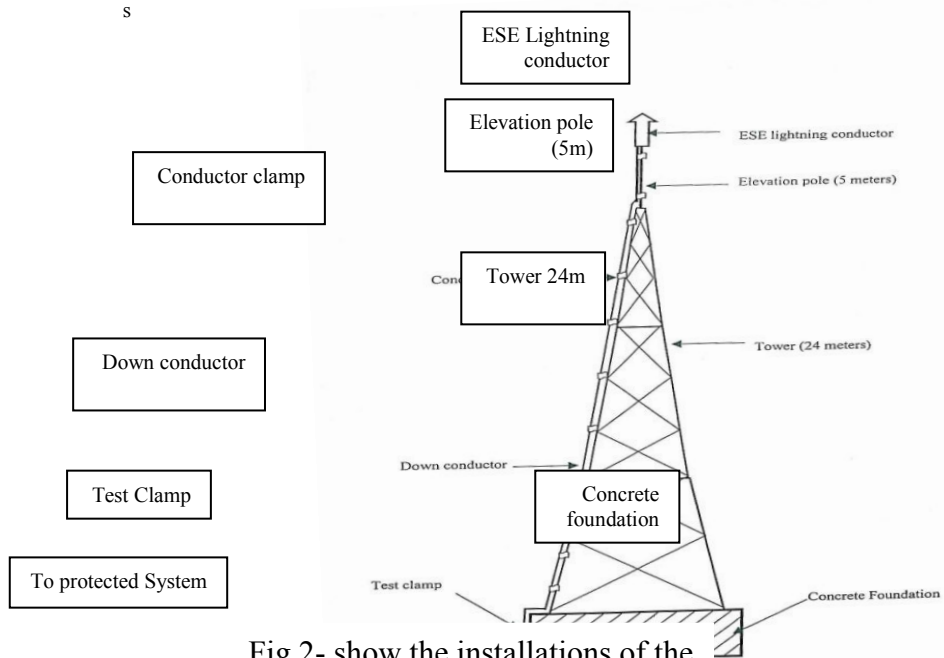 s
ESE Lightning
conductor
Elevation pole
(5m)
ESE lightning conductor
Conductor clamp
Elevation pole (5 meters)
Tower 24m
Down conductor
Tower (24 meters)
Down conductor
Test Clamp
Concrete
foundation
To protected System
Test clamp
Concrete Foundation
Fig 2- show the installations of the